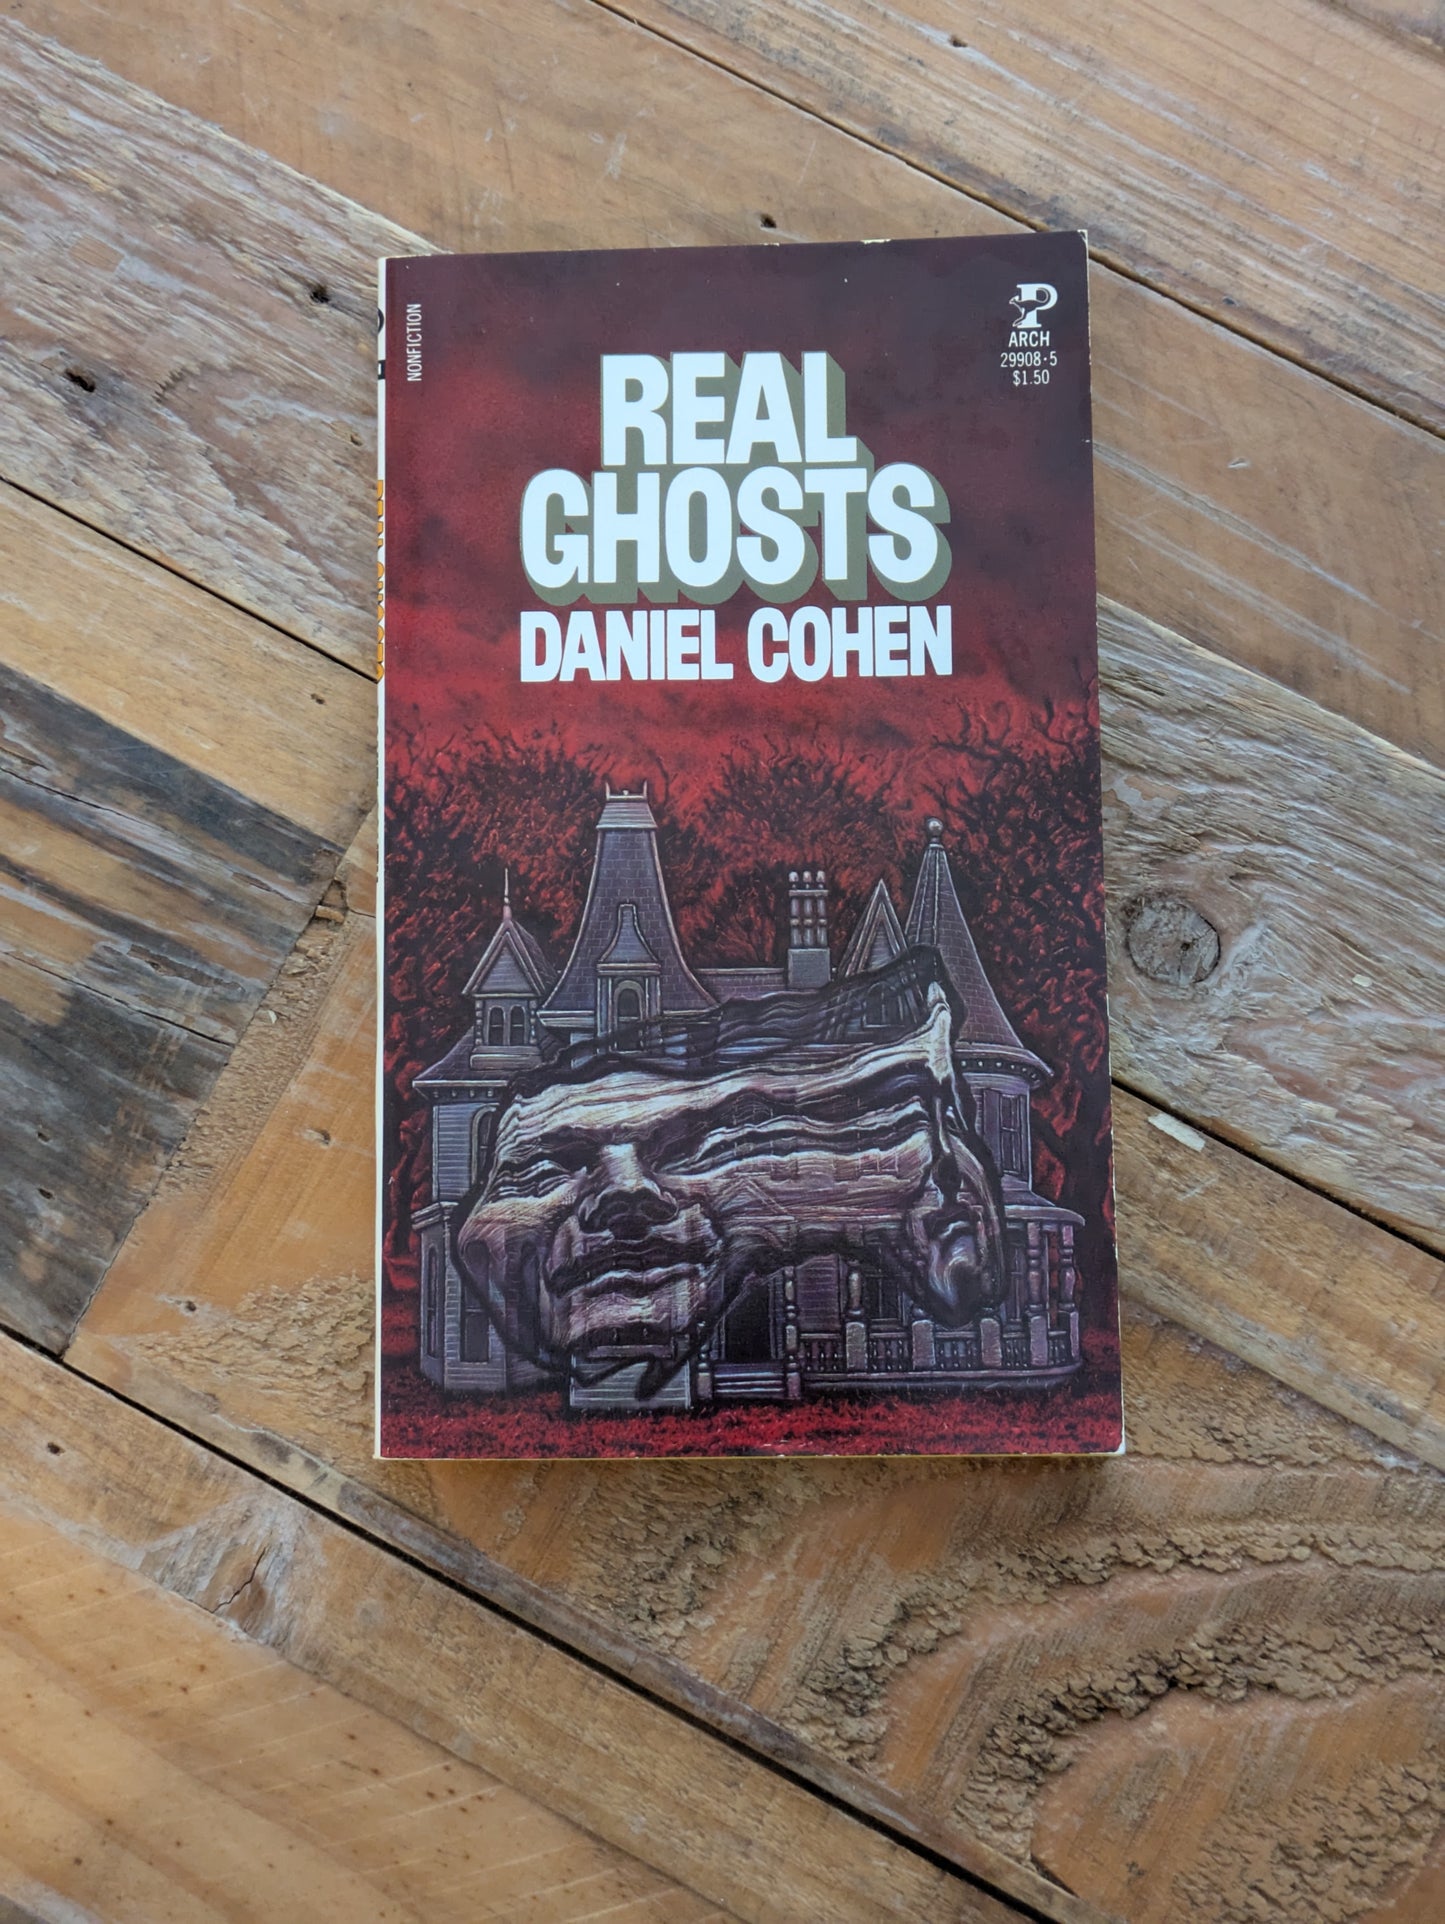 NONFICTION
ARCH
29908·5
$1.50
REAL
GHOSTS
DANIEL COHEN